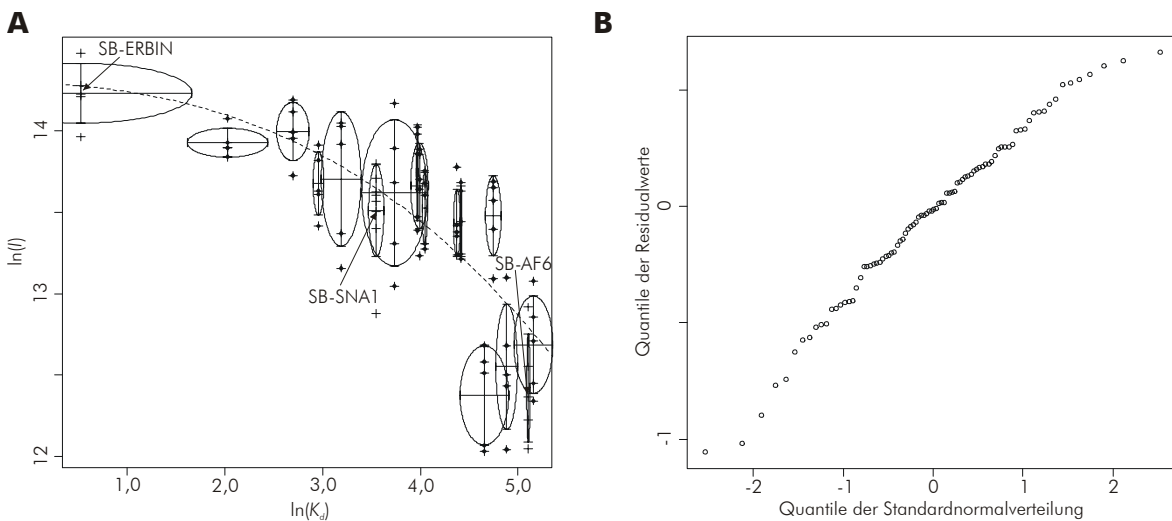 A
SB-ERBIN
SB-SNA1
SB-AF6
14
13
12
ln(I)
1,0 2,0 3,0 4,0 5,0
ln(Kd)
B
0
-1
Quantile der Residualwerte
-2 -1 0 1 2
Quantile der Standardnormalverteilung